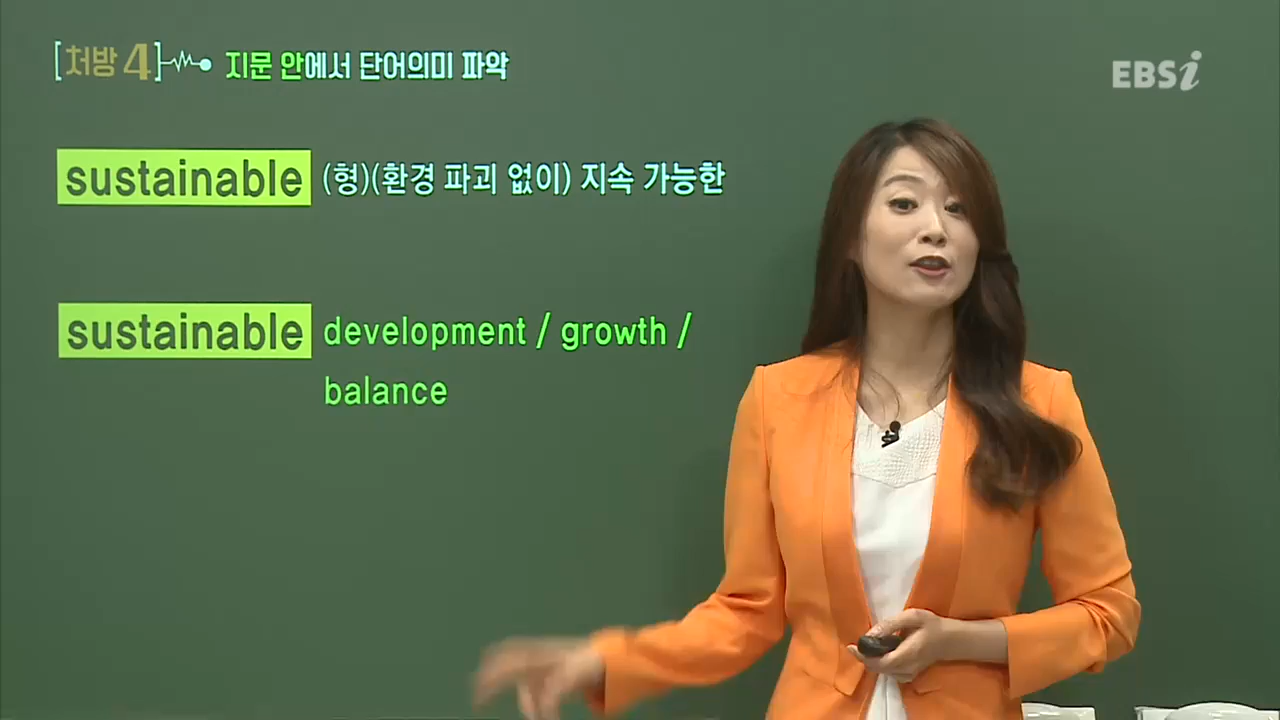 [처방 4] 지문 안에서 단어의미 파악
EBSi
sustainable (형)(환경 파괴 없이) 지속 가능한
sustainable development / growth /
balance